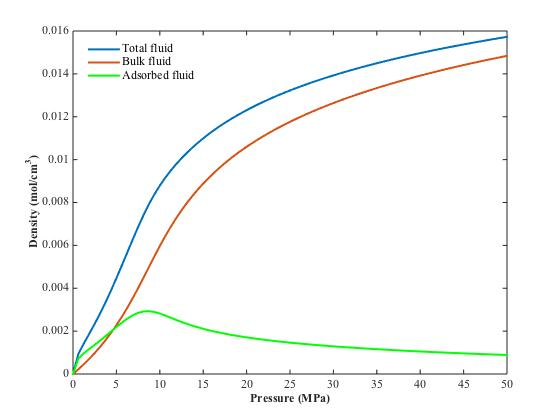 0.016
0.014
0.012
0.01
0.008
0.006
0.004
0.002
0
Total fluid
Bulk fluid
Adsorbed fluid
Density (mol/cm³)
0 5 10 15 20 25 30 35 40 45 50
Pressure (MPa)